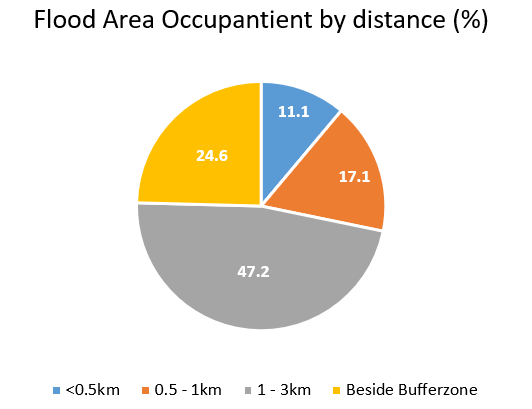 Flood Area Occupantient by distance (%)
11.1
17.1
24.6
47.2
<0.5km 0.5 - 1km 1 - 3km Beside Bufferzone